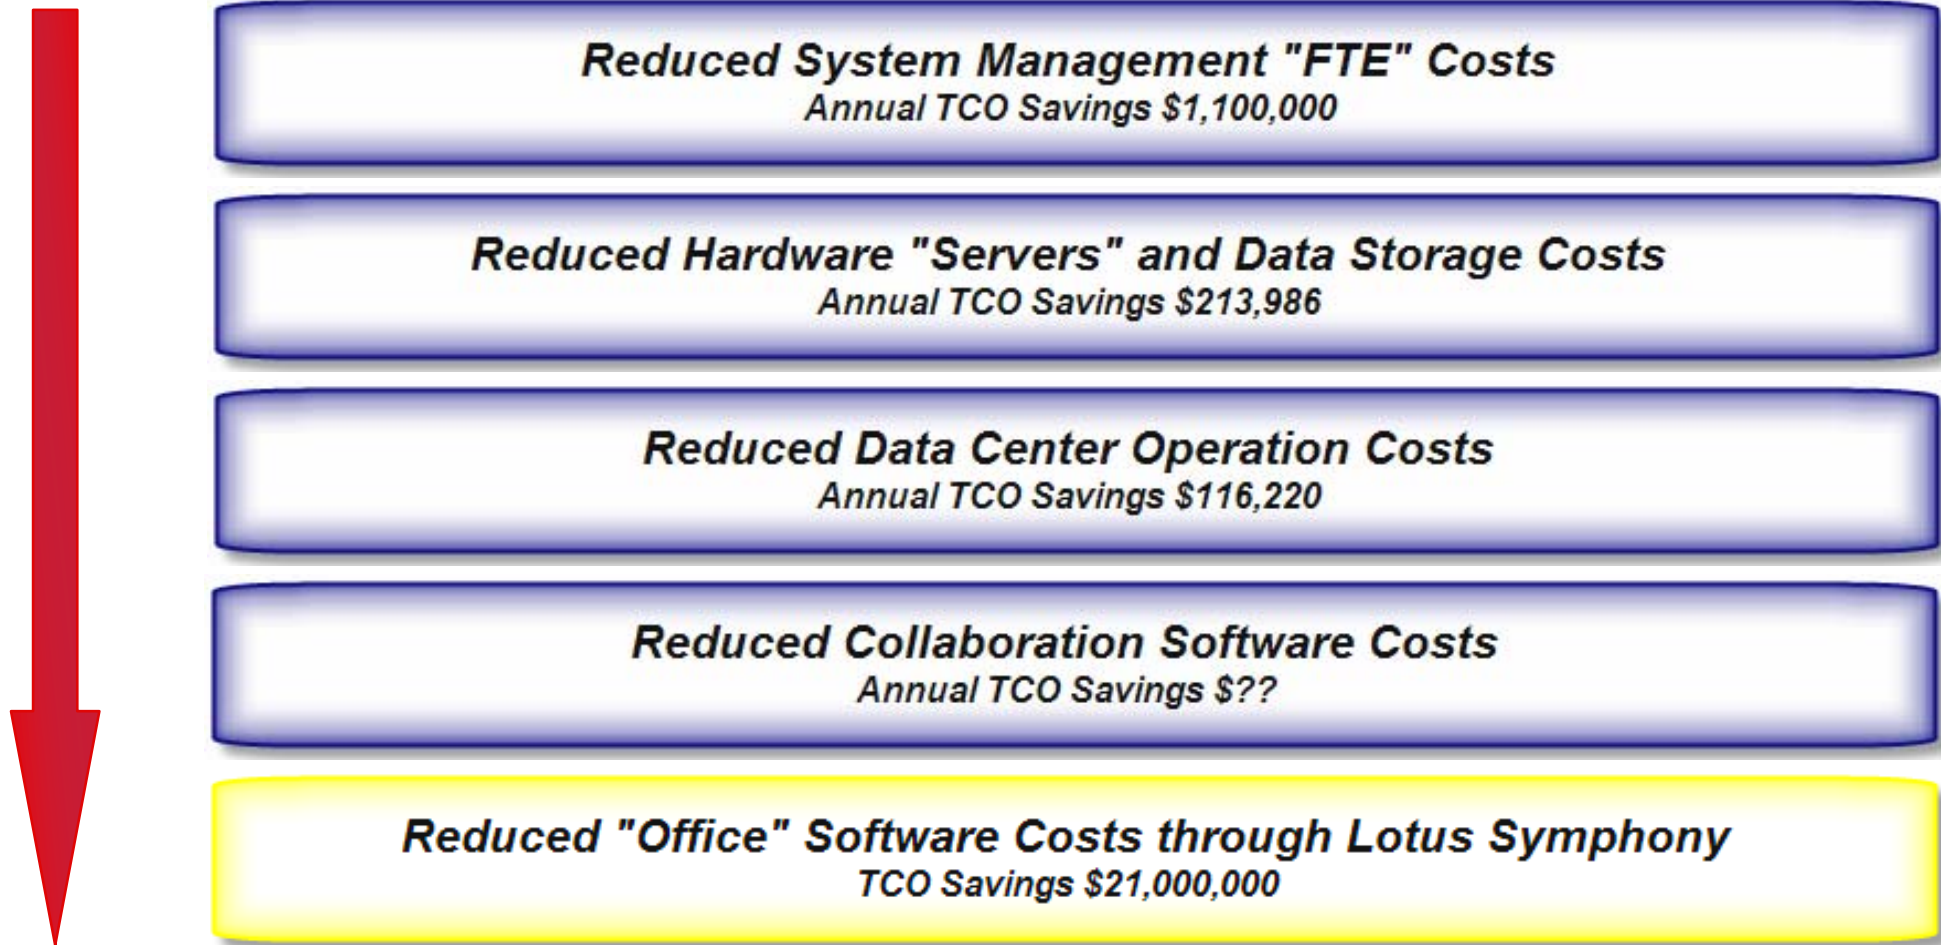 Reduced System Management "FTE" Costs
Annual TCO Savings $1,100,000
Reduced Hardware "Servers" and Data Storage Costs
Annual TCO Savings $213,986
Reduced Data Center Operation Costs
Annual TCO Savings $116,220
Reduced Collaboration Software Costs
Annual TCO Savings $??
Reduced "Office" Software Costs through Lotus Symphony
TCO Savings $21,000,000